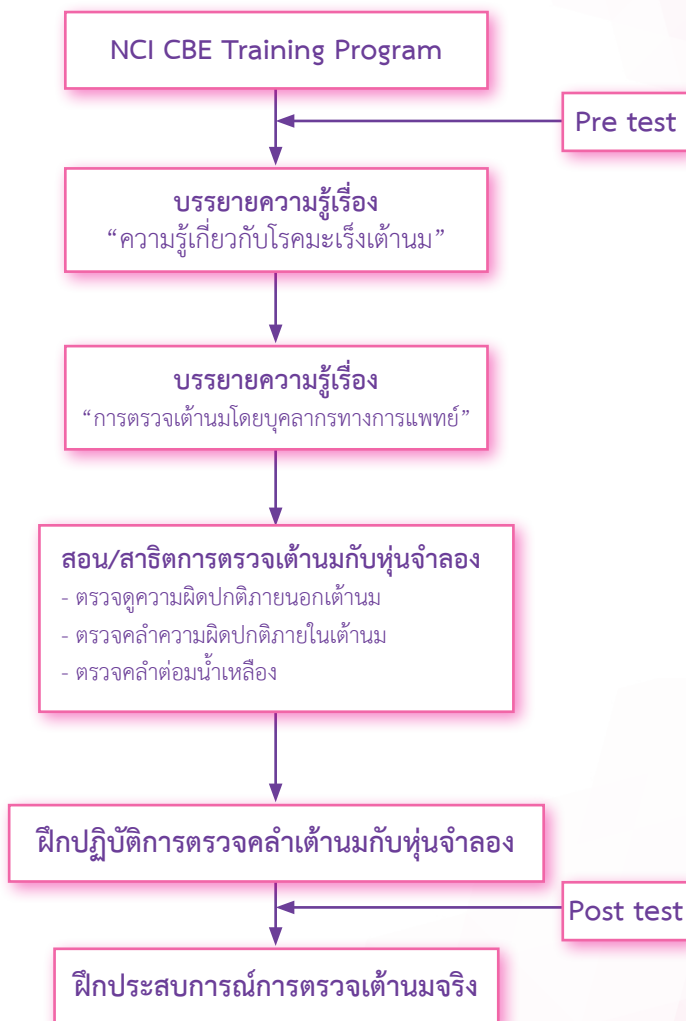 NCI CBE Training Program
Pre test
บรรยายความรู้เรื่อง
“ความรู้เกี่ยวกับโรคมะเร็งเต้านม”
บรรยายความรู้เรื่อง
“การตรวจเต้านมโดยบุคลากรทางการแพทย์”
สอน/สาธิตการตรวจเต้านมกับหุ่นจำลอง
- ตรวจดูความผิดปกติภายนอกเต้านม
- ตรวจคลำความผิดปกติภายในเต้านม
- ตรวจคลำต่อมน้ำเหลือง
ฝึกปฏิบัติการตรวจคลำเต้านมกับหุ่นจำลอง
Post test
ฝึกประสบการณ์การตรวจเต้านมจริง